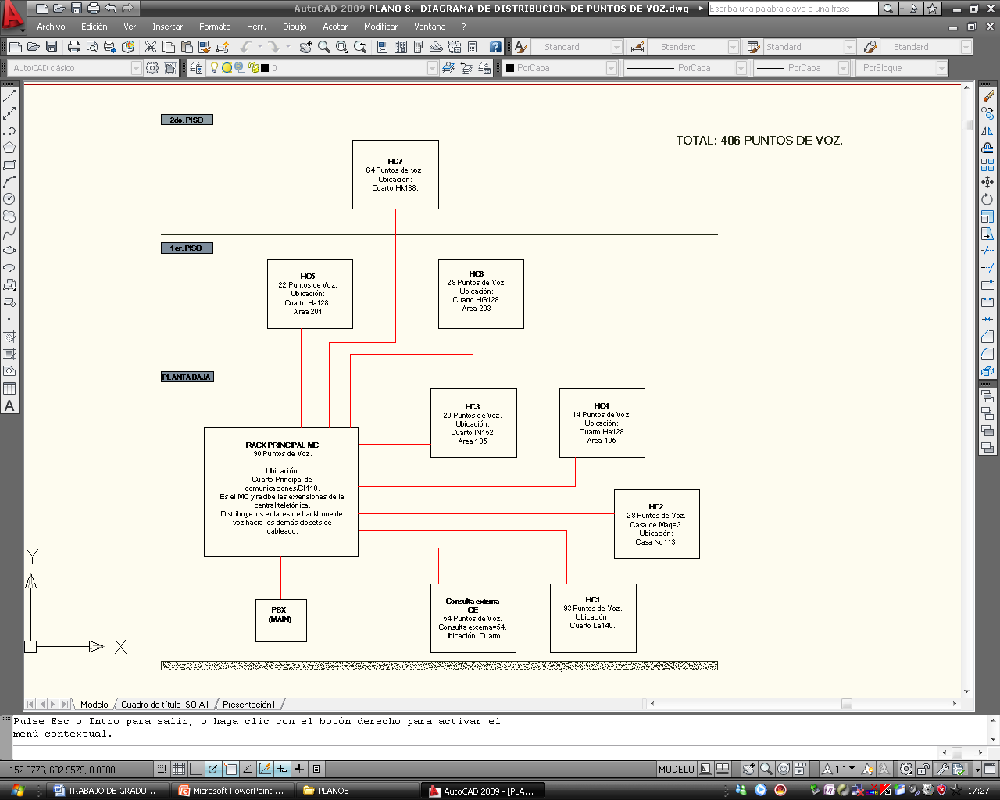 AutoCAD 2009 PLANO 8. DIAGRAMA DE DISTRIBUCION DE PUNTOS DE VOZ.dwg
Escriba una palabra clave o una frase
Archivo Edición Ver Insertar Formato Herr. Dibujo Acotar Modificar Ventana ?
Standard Standard Standard Standard
AutoCAD clásico 0 PorCapa PorCapa PorCapa PorBloque
2do. PISO
TOTAL: 406 PUNTOS DE VOZ.
HC7
64 Puntos de voz.
Ubicación:
Cuarto Hk168.
1er. PISO
HC5
22 Puntos de Voz.
Ubicación:
Cuarto Ha128.
Area 201
HC6
28 Puntos de Voz.
Ubicación:
Cuarto HG128.
Area 203
PLANTA BAJA
HC3
20 Puntos de Voz.
Ubicación:
Cuarto IN152
Area 105
HC4
14 Puntos de Voz.
Ubicación:
Cuarto Ha128
Area 105
RACK PRINCIPAL MC
90 Puntos de Voz.
Ubicación:
Cuarto Principal de
comunicaciones/CI110.
Es el MC y recibe las extensiones de la
central telefónica.
Distribuye los enlaces de backbone de
voz hacia los demás closets de
cableado.
HC2
28 Puntos de Voz.
Casa de Maq=3.
Ubicación:
Casa Nu113.
PBX
(MAIN)
Consulta externa
CE
54 Puntos de Voz.
Consulta externa=54.
Ubicación: Cuarto
HC1
93 Puntos de Voz.
Ubicación:
Cuarto La140.
Y
X
Modelo Cuadro de título ISO A1 Presentación1
Pulse Esc o Intro para salir, o haga clic con el botón derecho para activar el
menú contextual.
152.3776, 632.9579, 0.0000
MODELO
1:1
TRABAJO DE GRADU...
Microsoft PowerPoint ...
PLANOS
AutoCAD 2009 - [PLA...
17:27